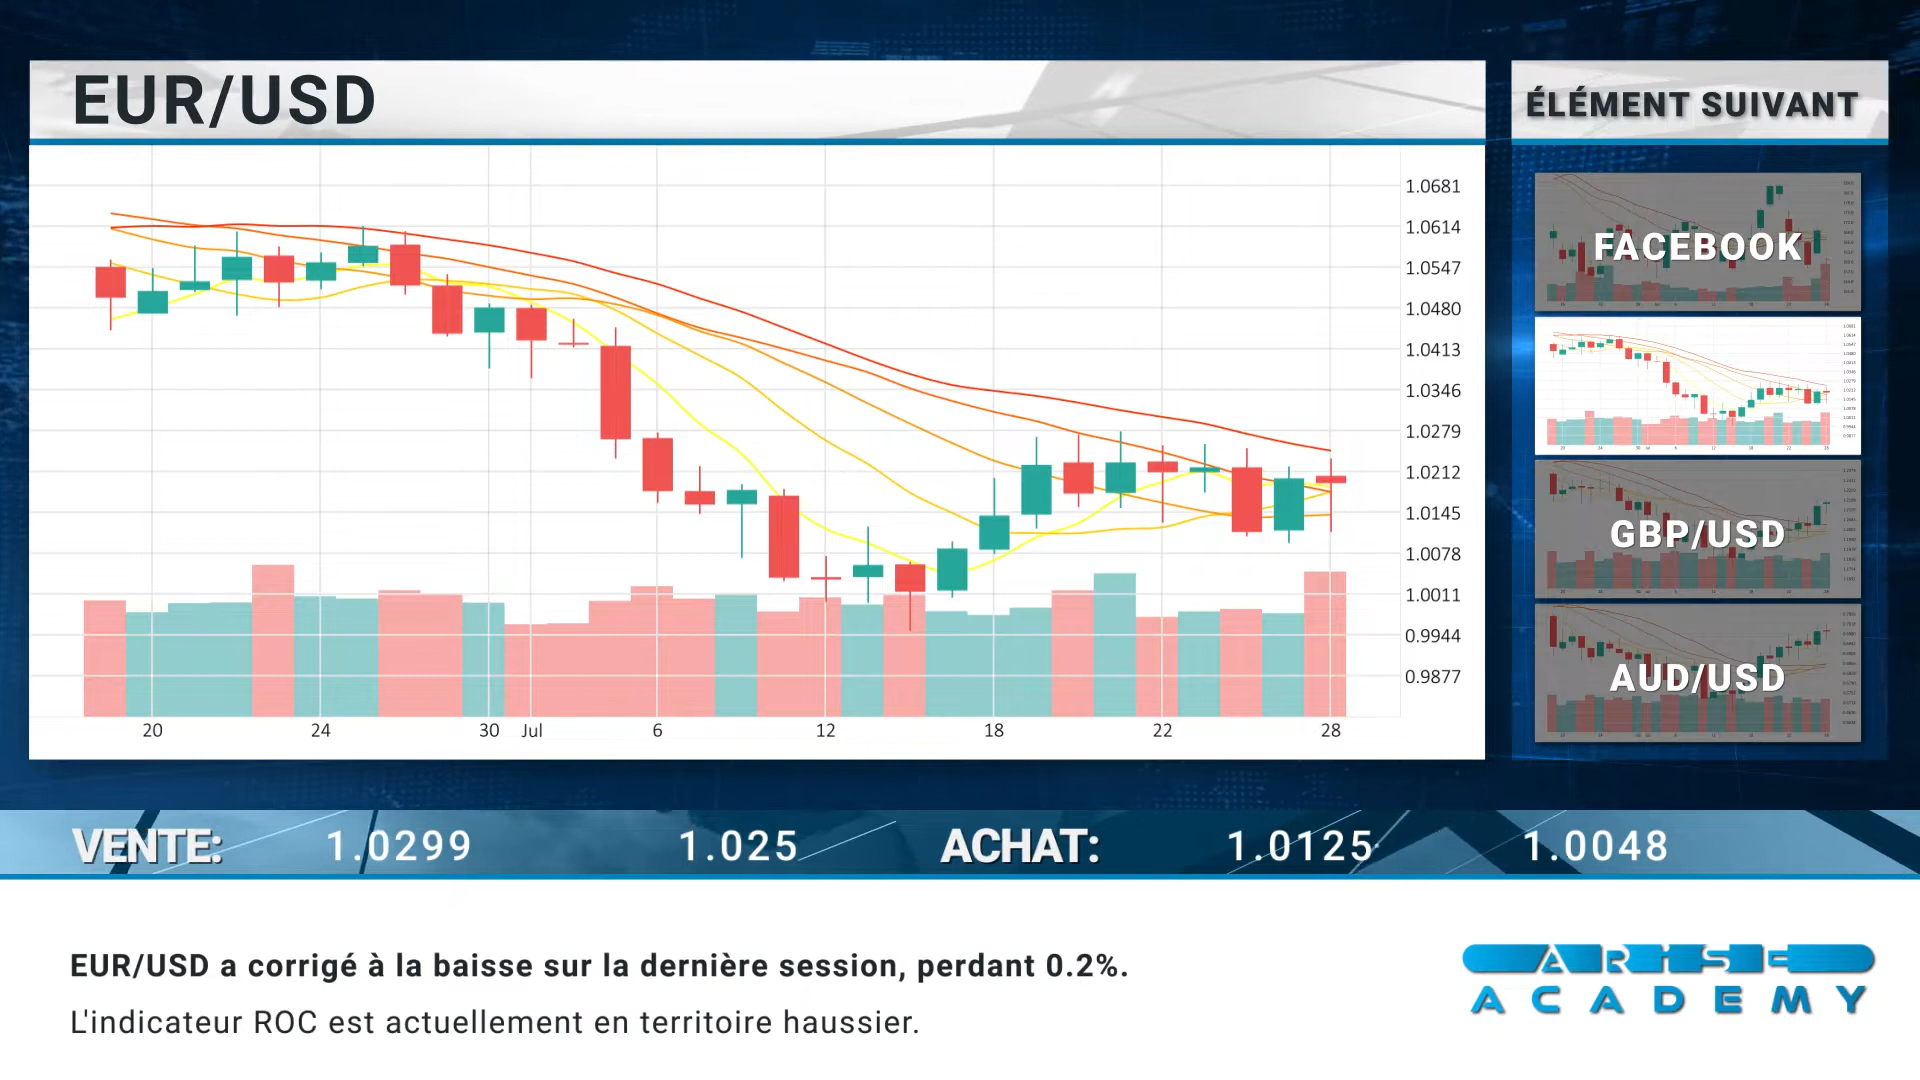 EUR/USD
ÉLÉMENT SUIVANT
1.0681
1.0614
1.0547
1.0480
1.0413
1.0346
1.0279
1.0212
1.0145
1.0078
1.0011
0.9944
0.9877
20 24 30 Jul 6 12 18 22 28
FACEBOOK
GBP/USD
AUD/USD
VENTE: 1.0299 1.025 ACHAT: 1.0125 1.0048
EUR/USD a corrigé à la baisse sur la dernière session, perdant 0.2%.
L'indicateur ROC est actuellement en territoire haussier.
ARISE
ACADEMY